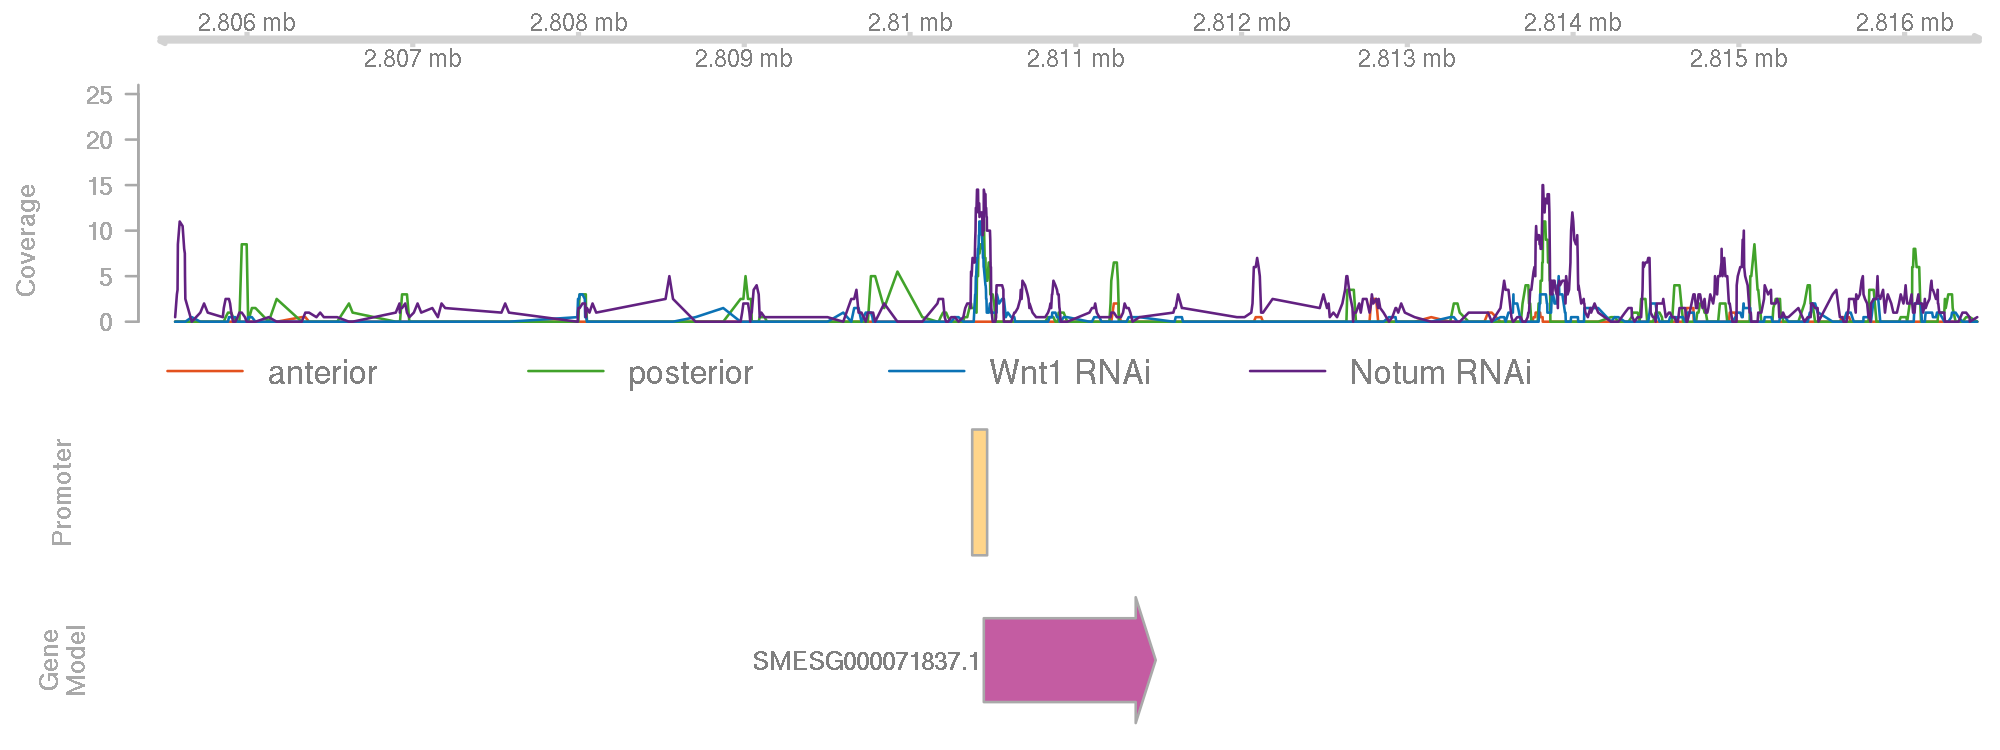 2.806 mb 2.808 mb 2.81 mb 2.812 mb 2.814 mb 2.816 mb
2.807 mb 2.809 mb 2.811 mb 2.813 mb 2.815 mb
Coverage
25
20
15
10
5
0
anterior posterior Wnt1 RNAi Notum RNAi
Promoter
Gene
Model
SMESG000071837.1